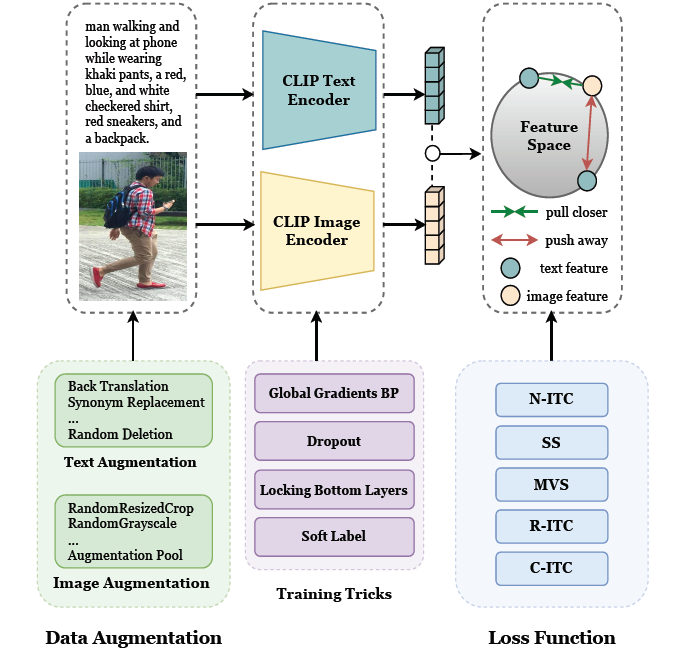 man walking and
looking at phone
while wearing
khaki pants, a red,
blue, and white
checkered shirt,
red sneakers, and
a backpack.
CLIP Text
Encoder
CLIP Image
Encoder
Feature
Space
pull closer
push away
text feature
image feature
Back Translation
Synonym Replacement
...
Random Deletion
Text Augmentation
RandomResizedCrop
RandomGrayscale
...
Augmentation Pool
Image Augmentation
Data Augmentation
Global Gradients BP
Dropout
Locking Bottom Layers
Soft Label
Training Tricks
N-ITC
SS
MVS
R-ITC
C-ITC
Loss Function